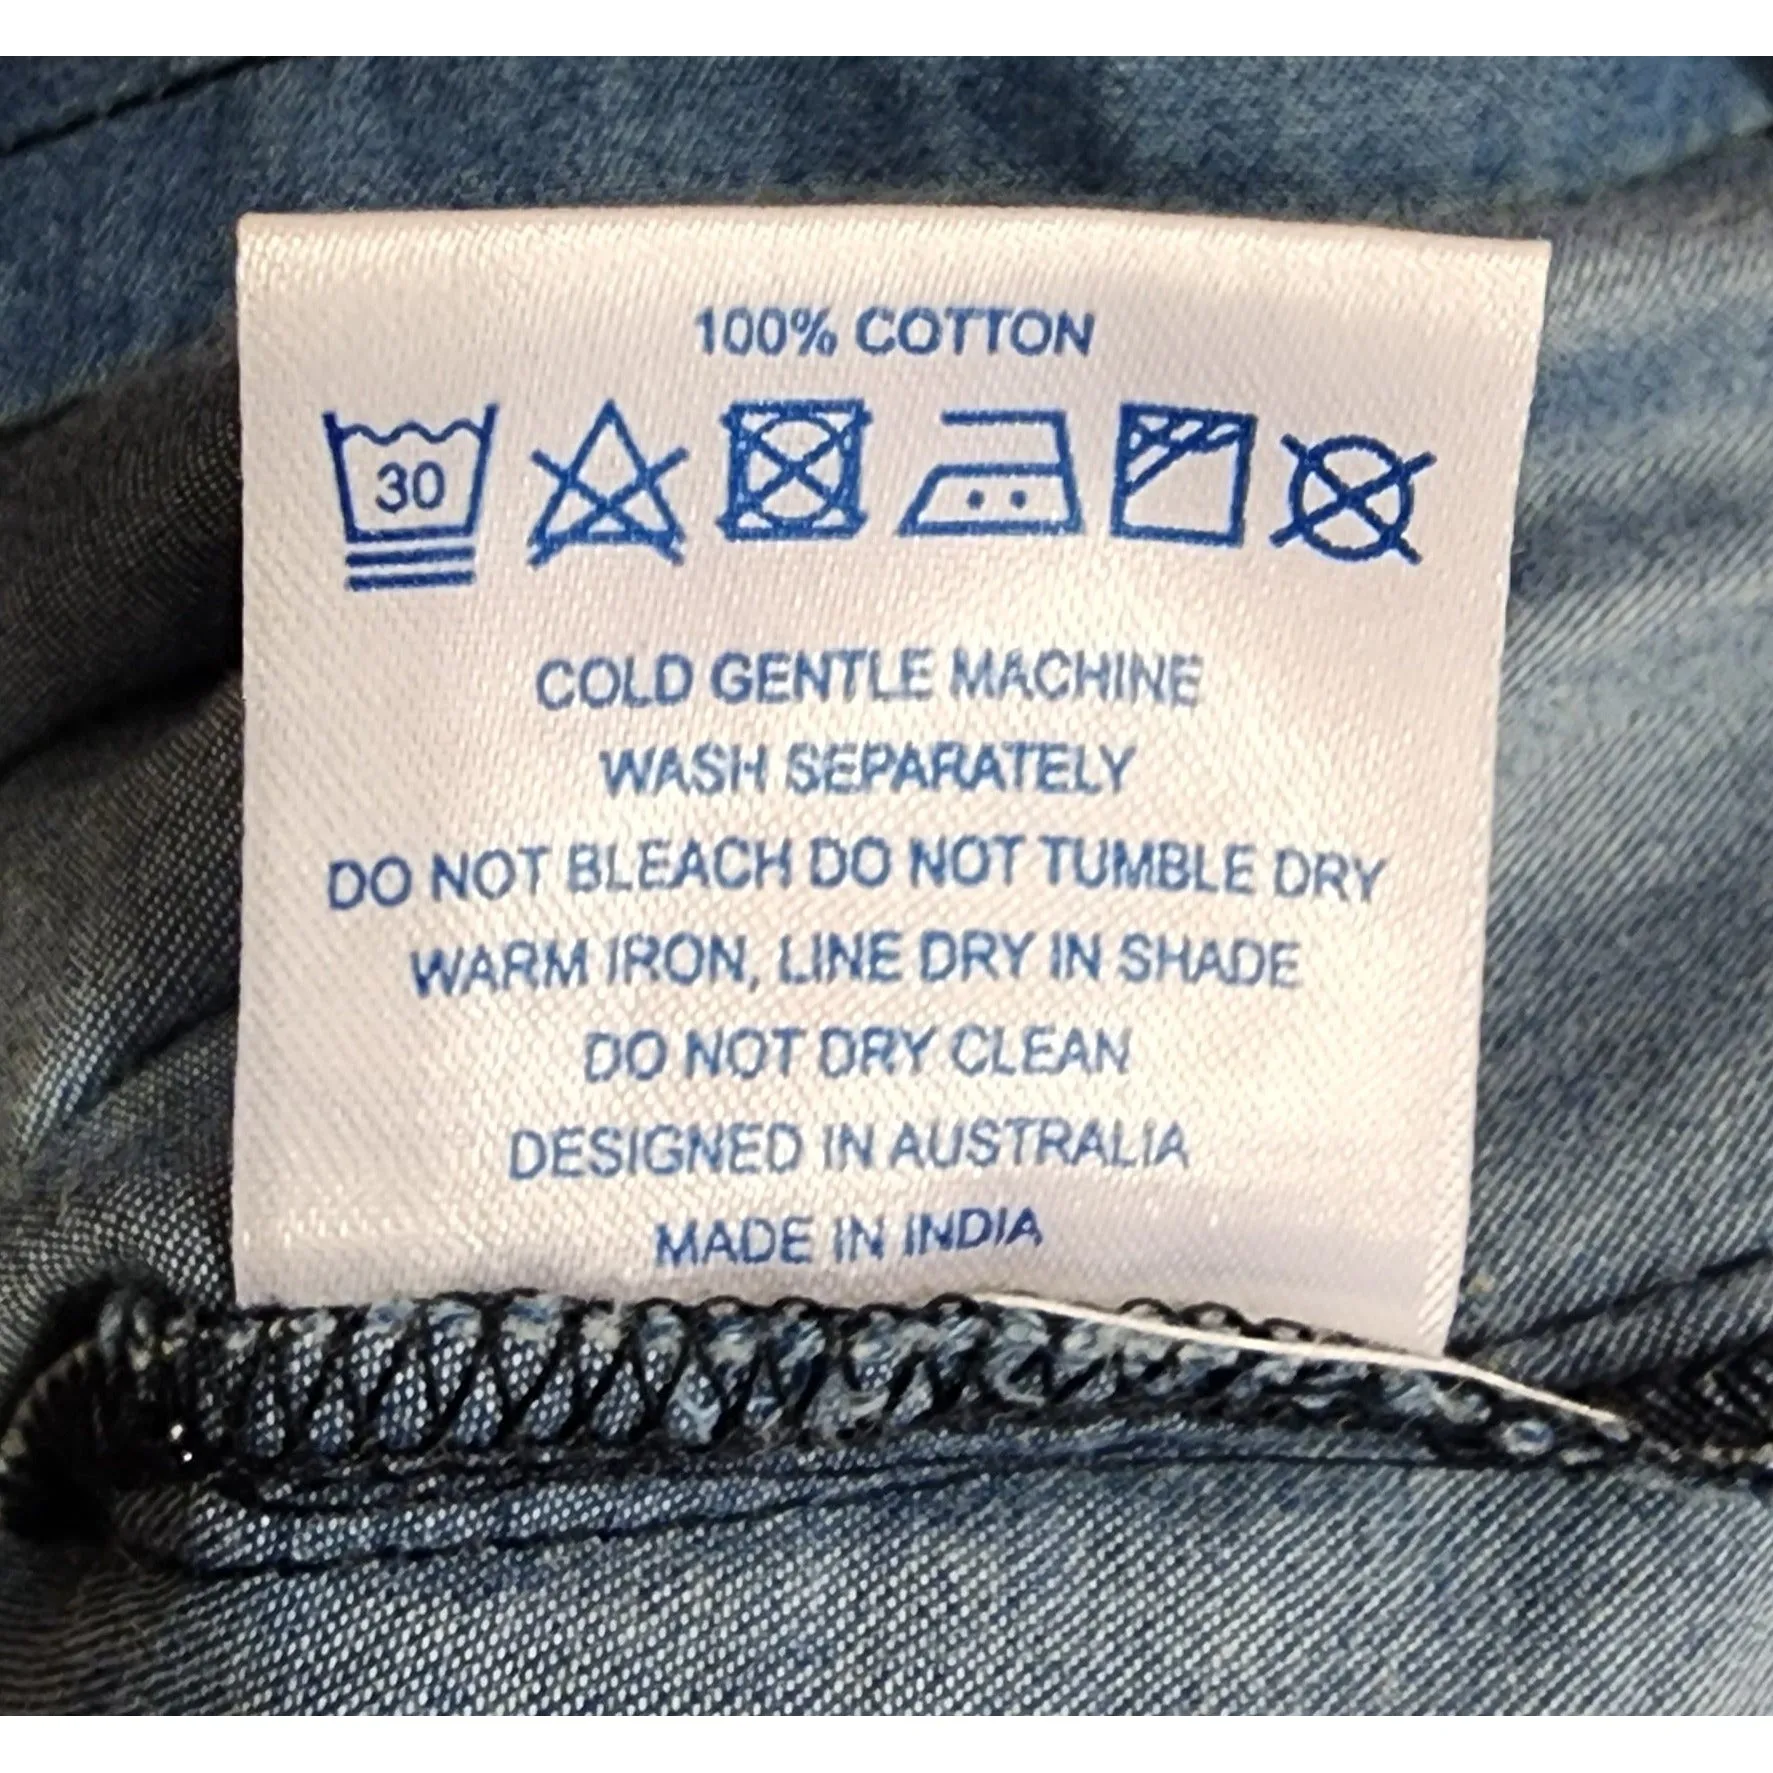 100% COTTON
30
COLD GENTLE MACHINE
WASH SEPARATELY
DO NOT BLEACH DO NOT TUMBLE DRY
WARM IRON, LINE DRY IN SHADE
DO NOT DRY CLEAN
DESIGNED IN AUSTRALIA
MADE IN INDIA